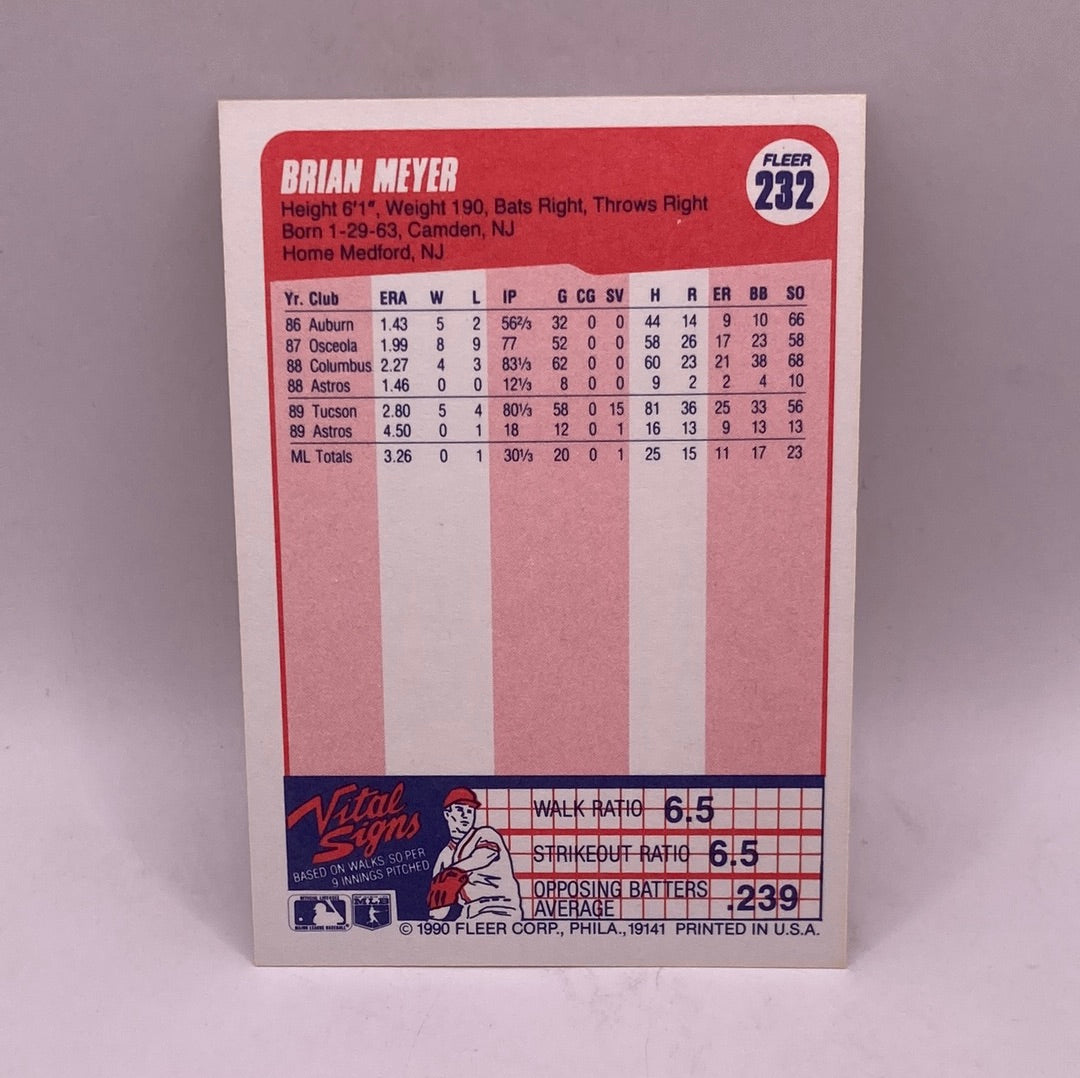 BRIAN MEYER
FLEER
232
Height 6'1", Weight 190, Bats Right, Throws Right
Born 1-29-63, Camden, NJ
Home Medford, NJ
Yr. Club ERA W L IP G CG SV H R ER BB SO
86 Auburn 1.43 5 2 56⅔ 32 0 0 44 14 9 10 66
87 Osceola 1.99 8 9 77 52 0 0 58 26 17 23 58
88 Columbus 2.27 4 3 83⅓ 62 0 0 60 23 21 38 68
88 Astros 1.46 0 0 12⅓ 8 0 0 9 2 2 4 10
89 Tucson 2.80 5 4 80⅓ 58 0 15 81 36 25 33 56
89 Astros 4.50 0 1 18 12 0 1 16 13 9 13 13
ML Totals 3.26 0 1 30⅓ 20 0 1 25 15 11 17 23
Vital
Signs
BASED ON WALKS, SO PER
9 INNINGS PITCHED
WALK RATIO 6.5
STRIKEOUT RATIO 6.5
OPPOSING BATTERS
AVERAGE .239
MAJOR LEAGUE BASEBALL
© 1990 FLEER CORP., PHILA., 19141 PRINTED IN U.S.A.